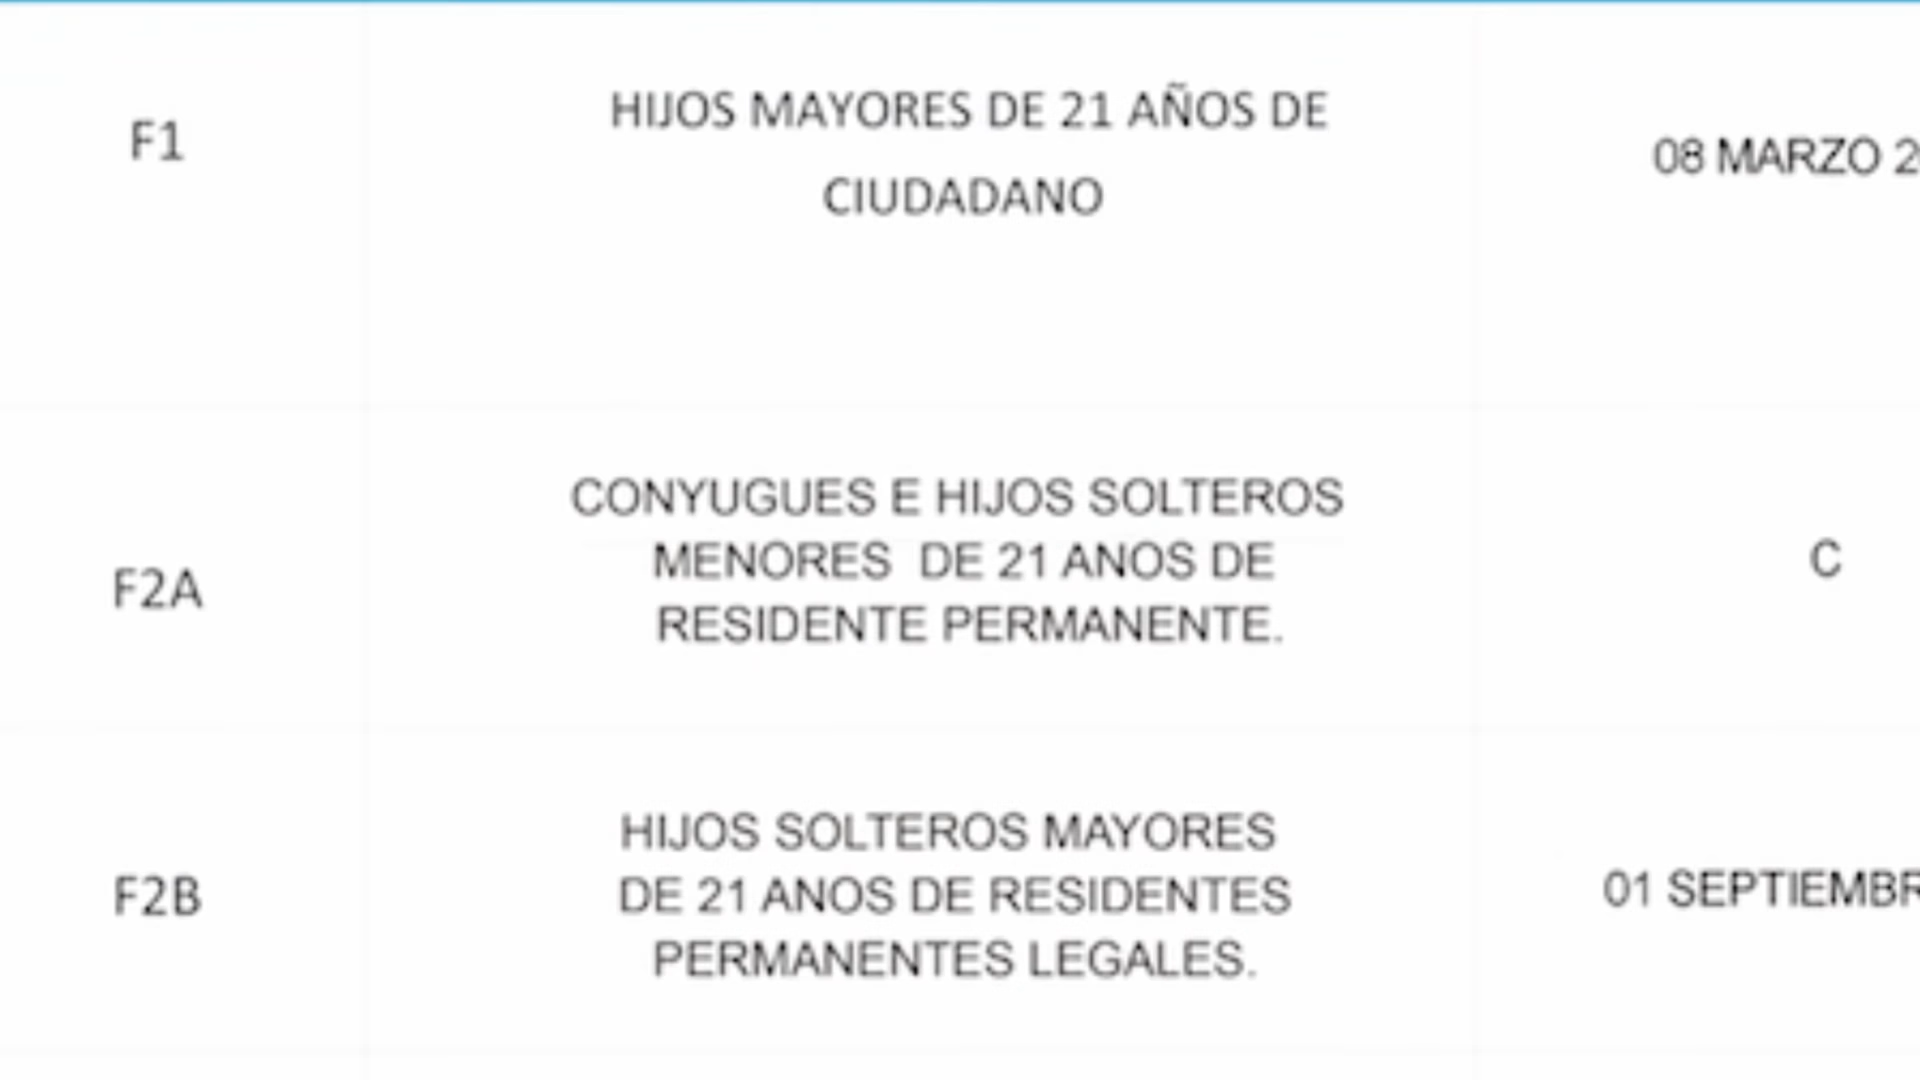 F1
HIJOS MAYORES DE 21 AÑOS DE
CIUDADANO
08 MARZO
F2A
CONYUGUES E HIJOS SOLTEROS
MENORES DE 21 ANOS DE
RESIDENTE PERMANENTE.
C
F2B
HIJOS SOLTEROS MAYORES
DE 21 ANOS DE RESIDENTES
PERMANENTES LEGALES.
01